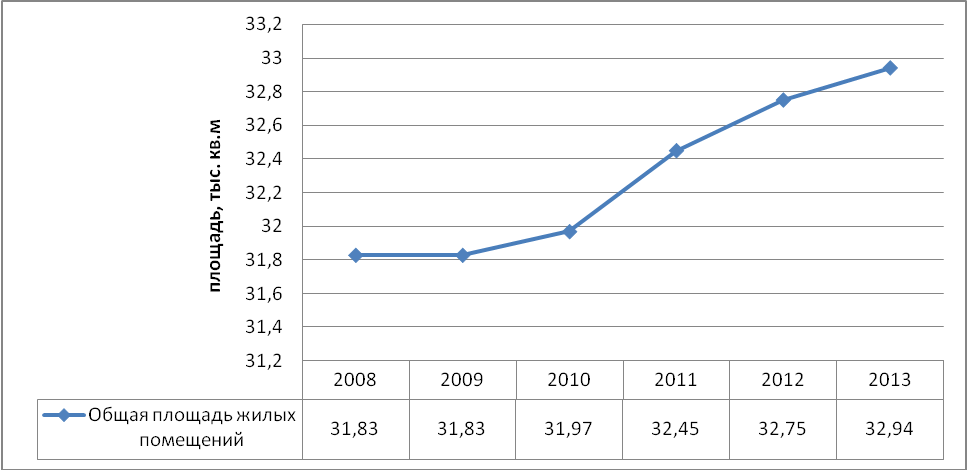 площадь, тыс. кв.м
33,2
33
32,8
32,6
32,4
32,2
32
31,8
31,6
31,4
31,2
2008 2009 2010 2011 2012 2013
Общая площадь жилых
помещений
31,83 31,83 31,97 32,45 32,75 32,94